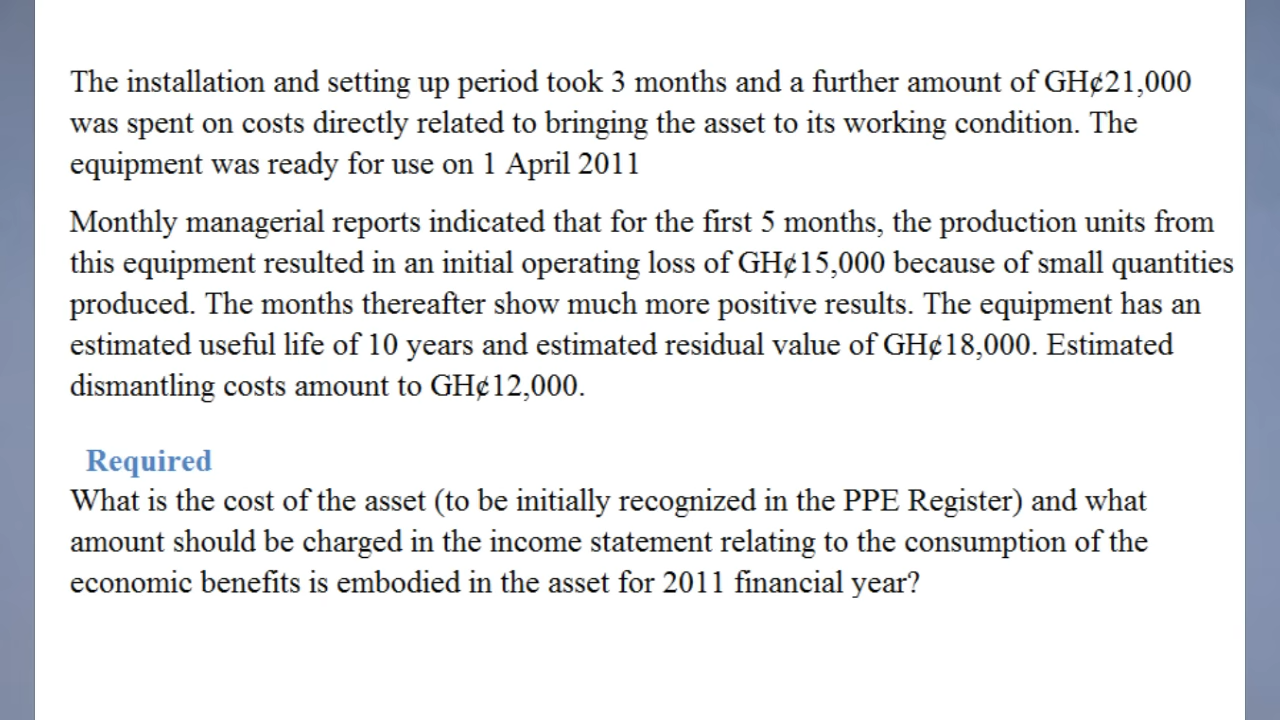 The installation and setting up period took 3 months and a further amount of GH¢21,000
was spent on costs directly related to bringing the asset to its working condition. The
equipment was ready for use on 1 April 2011
Monthly managerial reports indicated that for the first 5 months, the production units from
this equipment resulted in an initial operating loss of GH¢15,000 because of small quantities
produced. The months thereafter show much more positive results. The equipment has an
estimated useful life of 10 years and estimated residual value of GH¢18,000. Estimated
dismantling costs amount to GH¢12,000.
Required
What is the cost of the asset (to be initially recognized in the PPE Register) and what
amount should be charged in the income statement relating to the consumption of the
economic benefits is embodied in the asset for 2011 financial year?